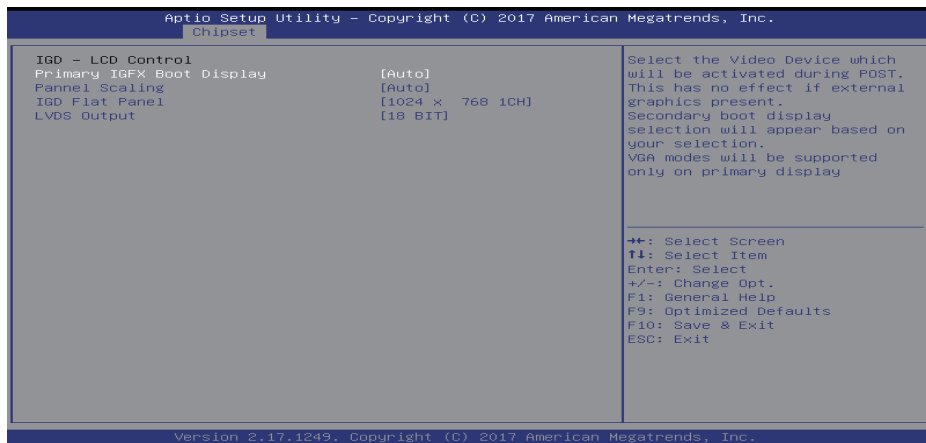 Aptio Setup Utility – Copyright (C) 2017 American Megatrends, Inc.
Chipset
IGD – LCD Control
Primary IGFX Boot Display [Auto]
Pannel Scaling [Auto]
IGD Flat Panel [1024 x 768 1CH]
LVDS Output [18 BIT]
Select the Video Device which
will be activated during POST.
This has no effect if external
graphics present.
Secondary boot display
selection will appear based on
your selection.
VGA modes will be supported
only on primary display
→←: Select Screen
↑↓: Select Item
Enter: Select
+/-: Change Opt.
F1: General Help
F9: Optimized Defaults
F10: Save & Exit
ESC: Exit
Version 2.17.1249. Copyright (C) 2017 American Megatrends, Inc.